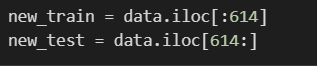 new_train = data.iloc[:614]
new_test = data.iloc[614:]